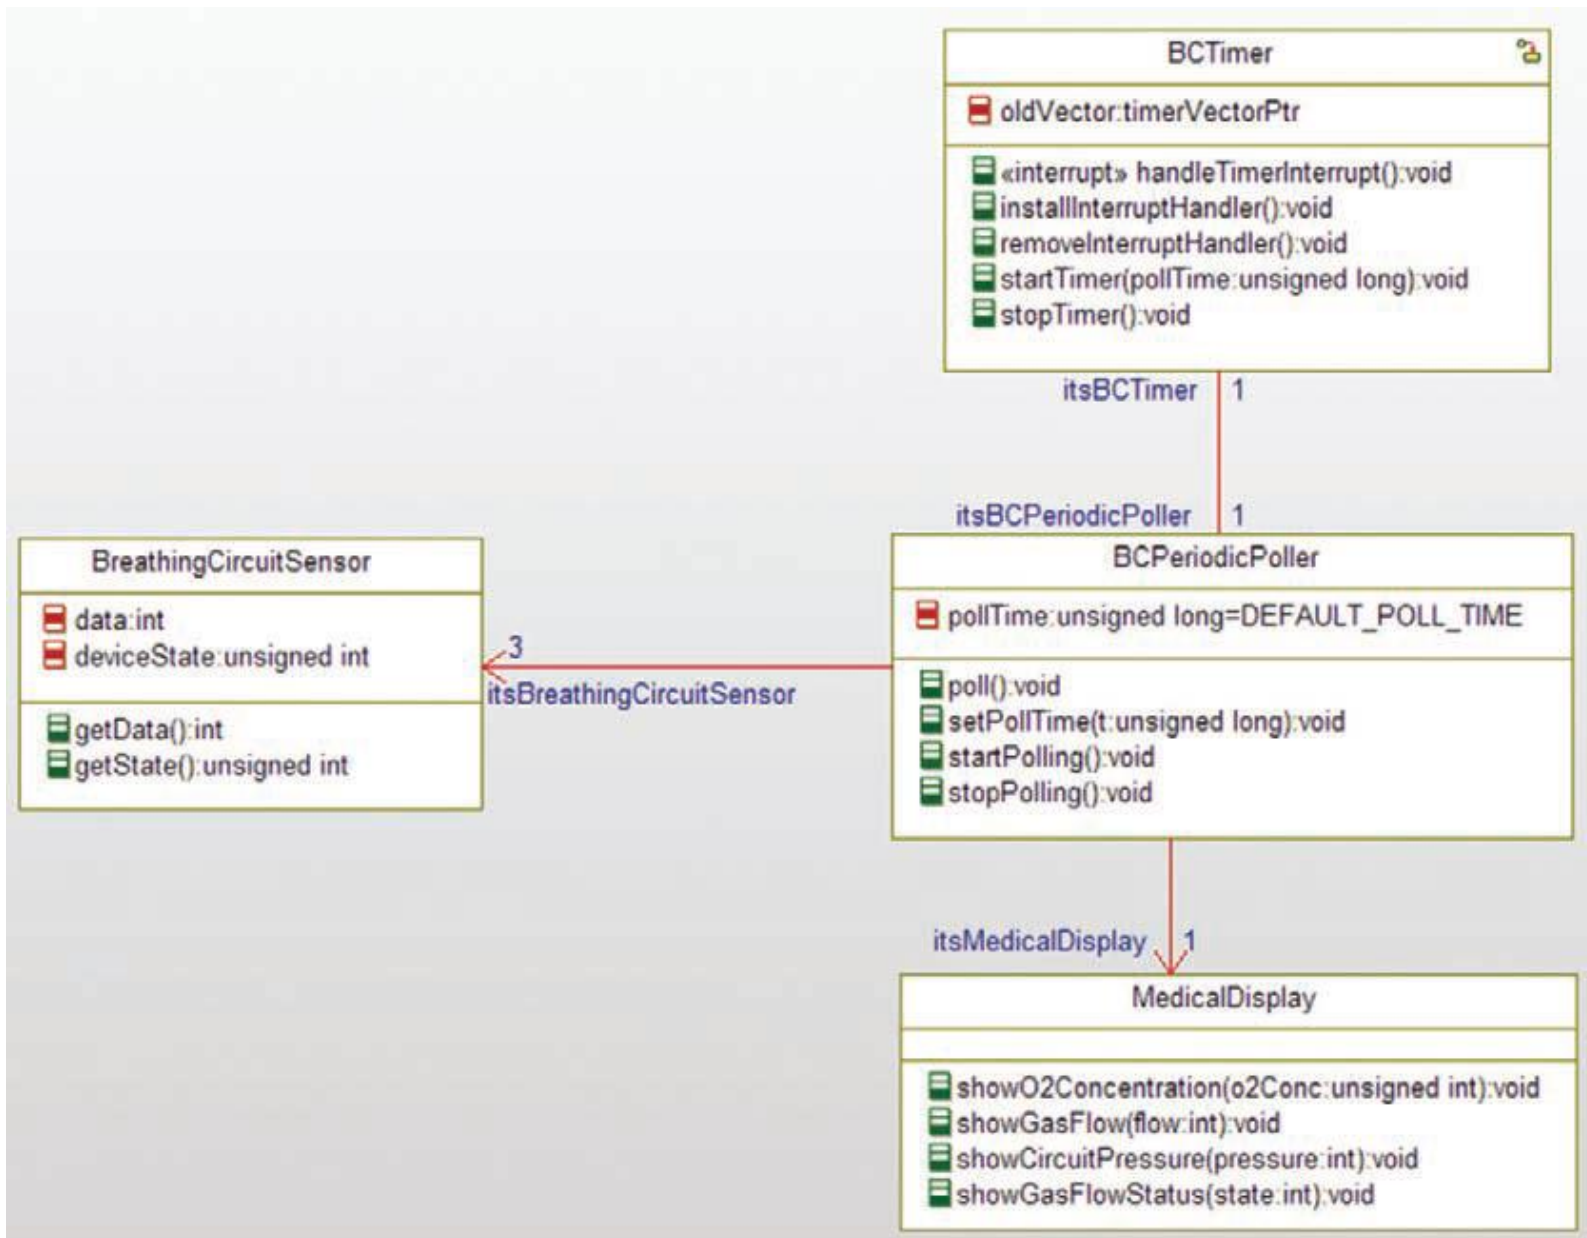 BCTimer
oldVector:timerVectorPtr
«interrupt» handleTimerInterrupt():void
installInterruptHandler():void
removeInterruptHandler():void
startTimer(pollTime:unsigned long):void
stopTimer():void
itsBCTimer 1
itsBCPeriodicPoller 1
BreathingCircuitSensor
data:int
deviceState:unsigned int
getData():int
getState():unsigned int
3
itsBreathingCircuitSensor
BCPeriodicPoller
pollTime:unsigned long=DEFAULT_POLL_TIME
poll():void
setPollTime(t:unsigned long):void
startPolling():void
stopPolling():void
itsMedicalDisplay 1
MedicalDisplay
showO2Concentration(o2Conc:unsigned int):void
showGasFlow(flow:int):void
showCircuitPressure(pressure:int):void
showGasFlowStatus(state:int):void